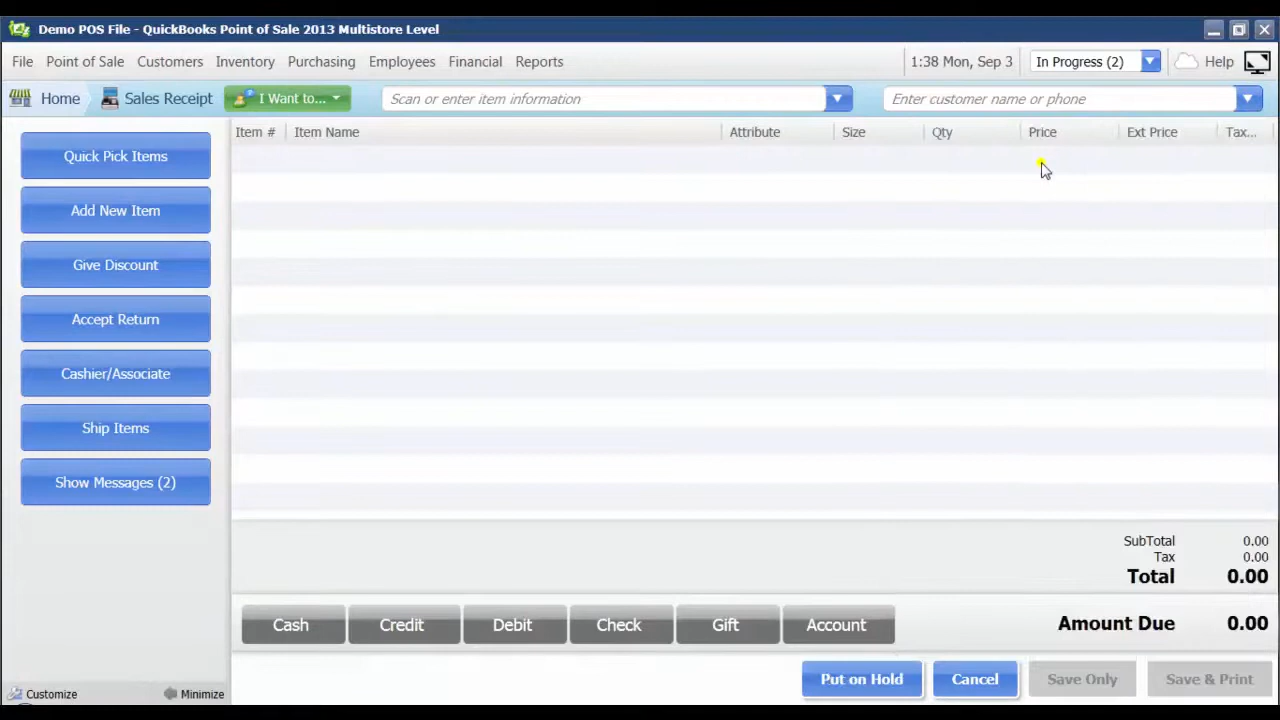 Demo POS File - QuickBooks Point of Sale 2013 Multistore Level
File Point of Sale Customers Inventory Purchasing Employees Financial Reports 1:38 Mon, Sep 3 In Progress (2) Help
Home Sales Receipt I Want to... Scan or enter item information Enter customer name or phone
Item # Item Name Attribute Size Qty Price Ext Price Tax...
Quick Pick Items
Add New Item
Give Discount
Accept Return
Cashier/Associate
Ship Items
Show Messages (2)
SubTotal 0.00
Tax 0.00
Total 0.00
Cash Credit Debit Check Gift Account Amount Due 0.00
Put on Hold Cancel Save Only Save & Print
Customize Minimize